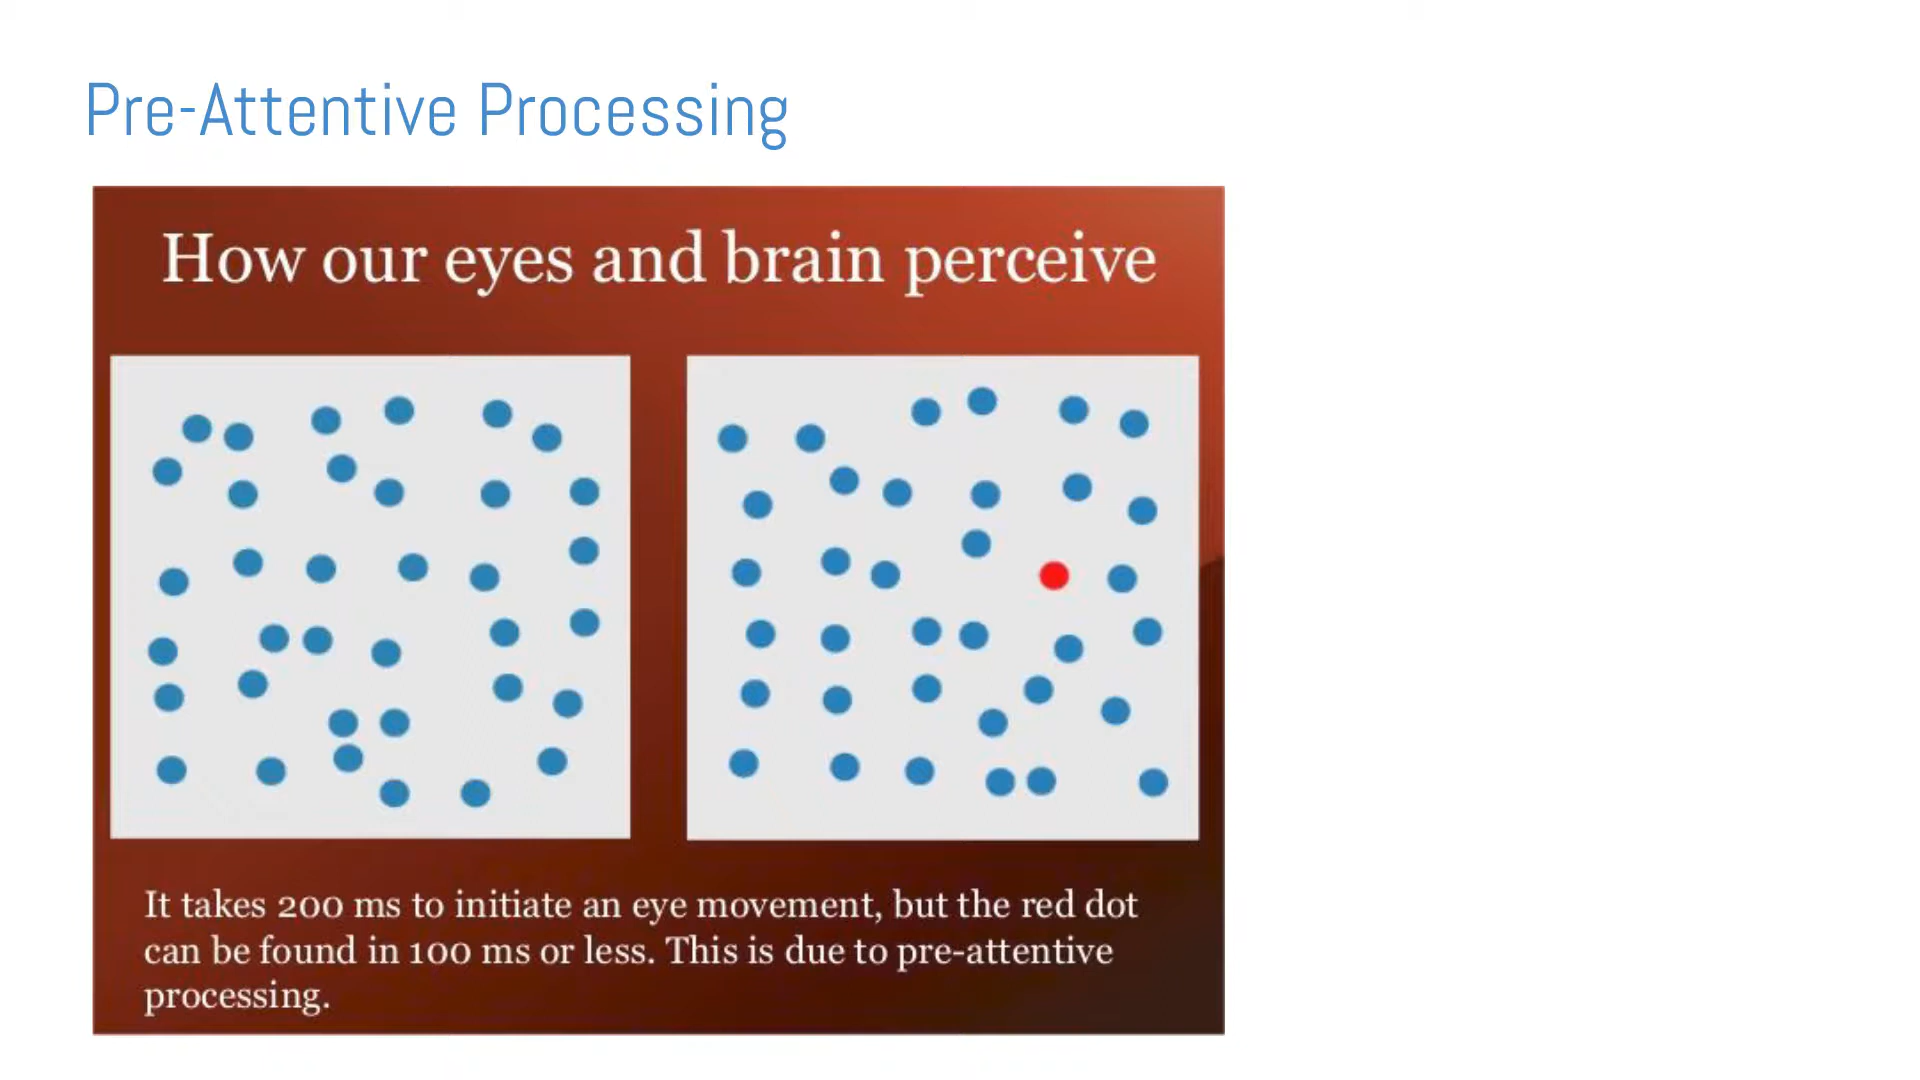 Pre-Attentive Processing
How our eyes and brain perceive
It takes 200 ms to initiate an eye movement, but the red dot
can be found in 100 ms or less. This is due to pre-attentive
processing.